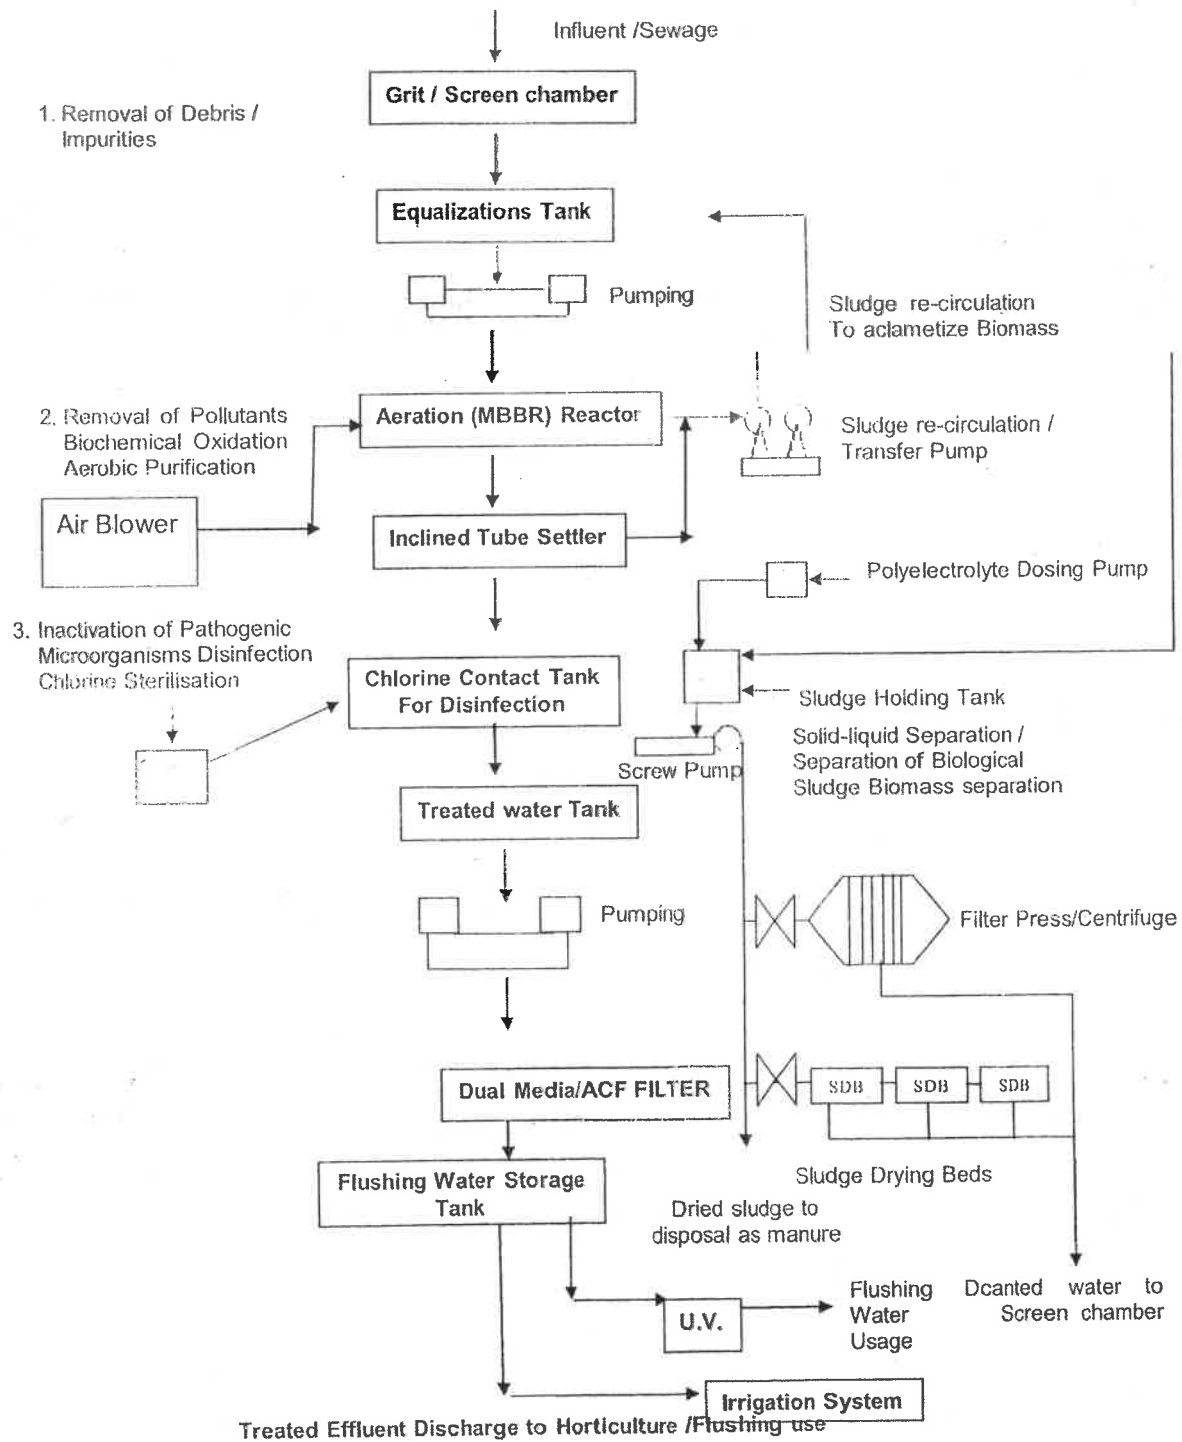 Influent /Sewage
Grit / Screen chamber
1. Removal of Debris /
Impurities
Equalizations Tank
Pumping
Sludge re-circulation
To aclametize Biomass
2. Removal of Pollutants
Biochemical Oxidation
Aerobic Purification
Aeration (MBBR) Reactor
Sludge re-circulation /
Transfer Pump
Air Blower
Inclined Tube Settler
Polyelectrolyte Dosing Pump
3. Inactivation of Pathogenic
Microorganisms Disinfection
Chlorine Sterilisation
Chlorine Contact Tank
For Disinfection
Sludge Holding Tank
Solid-liquid Separation /
Separation of Biological
Sludge Biomass separation
Screw Pump
Treated water Tank
Pumping
Filter Press/Centrifuge
Dual Media/ACF FILTER
SDB
SDB
SDB
Sludge Drying Beds
Flushing Water Storage
Tank
Dried sludge to
disposal as manure
U.V.
Flushing
Water
Usage
Dcanted water to
Screen chamber
Irrigation System
Treated Effluent Discharge to Horticulture /Flushing use